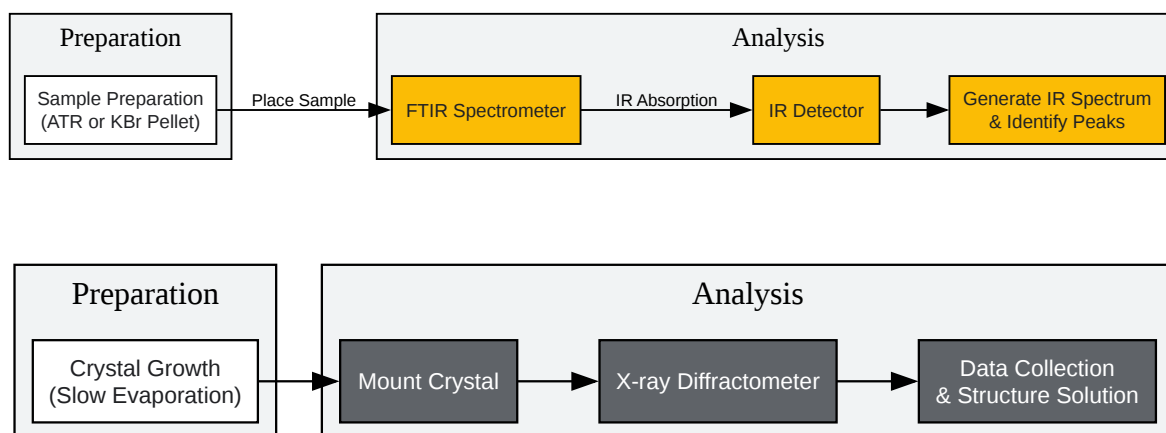 Preparation
Analysis
Sample Preparation
(ATR or KBr Pellet)
Place Sample
FTIR Spectrometer
IR Absorption
IR Detector
Generate IR Spectrum
& Identify Peaks
Preparation
Analysis
Crystal Growth
(Slow Evaporation)
Mount Crystal
X-ray Diffractometer
Data Collection
& Structure Solution